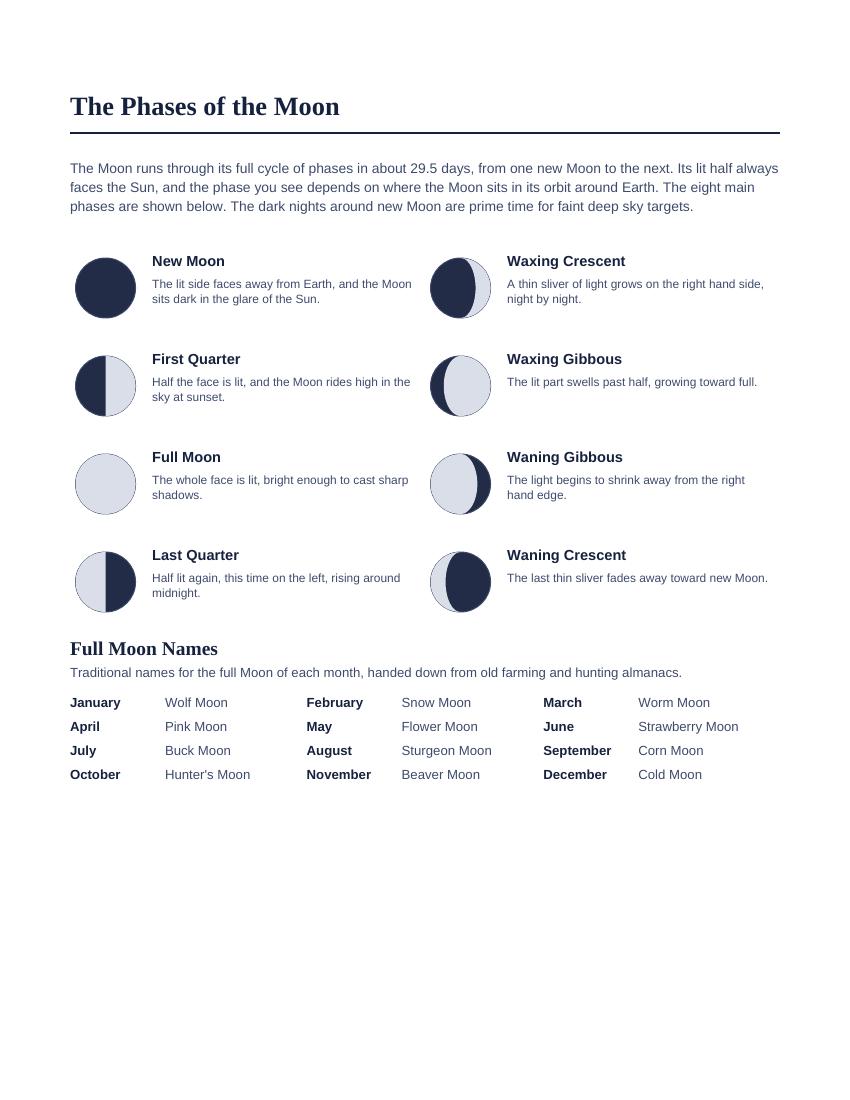 The Phases of the Moon
The Moon runs through its full cycle of phases in about 29.5 days, from one new Moon to the next. Its lit half always
faces the Sun, and the phase you see depends on where the Moon sits in its orbit around Earth. The eight main
phases are shown below. The dark nights around new Moon are prime time for faint deep sky targets.
New Moon
The lit side faces away from Earth, and the Moon
sits dark in the glare of the Sun.
Waxing Crescent
A thin sliver of light grows on the right hand side,
night by night.
First Quarter
Half the face is lit, and the Moon rides high in the
sky at sunset.
Waxing Gibbous
The lit part swells past half, growing toward full.
Full Moon
The whole face is lit, bright enough to cast sharp
shadows.
Waning Gibbous
The light begins to shrink away from the right
hand edge.
Last Quarter
Half lit again, this time on the left, rising around
midnight.
Waning Crescent
The last thin sliver fades away toward new Moon.
Full Moon Names
Traditional names for the full Moon of each month, handed down from old farming and hunting almanacs.
January Wolf Moon February Snow Moon March Worm Moon
April Pink Moon May Flower Moon June Strawberry Moon
July Buck Moon August Sturgeon Moon September Corn Moon
October Hunter's Moon November Beaver Moon December Cold Moon